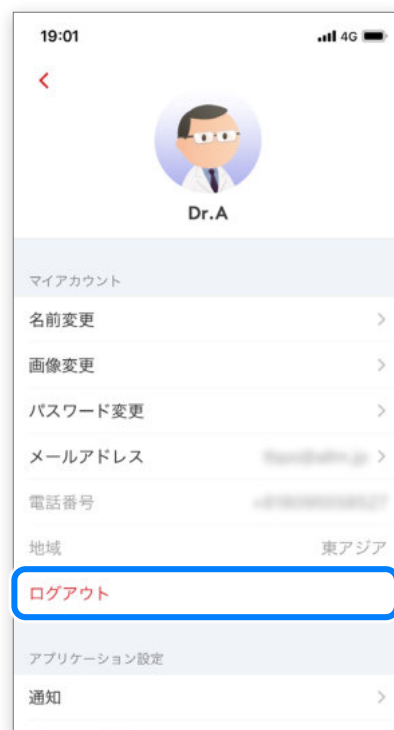 19:01 4G
Dr.A
マイアカウント
名前変更
画像変更
パスワード変更
メールアドレス
電話番号
地域 東アジア
ログアウト
アプリケーション設定
通知